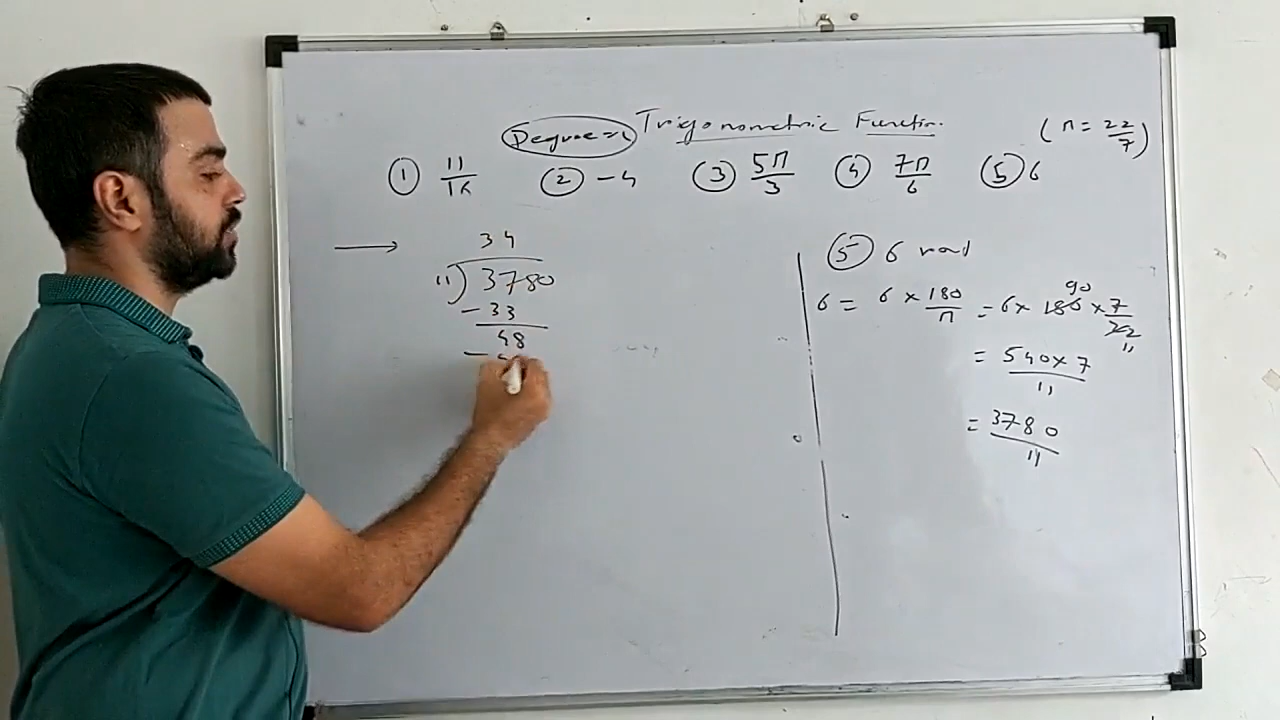 Degree Trigonometric Function. (π = 22/7)
① 11/16 ② -4 ③ 5π/3 ④ 7π/6 ⑤ 6
→ 34
11) 3780
- 33
48
-
⑤ 6 rad
6 = 6 × 180/π = 6 × 180 90 × 7/22 11
= 540×7/11
= 3780/11